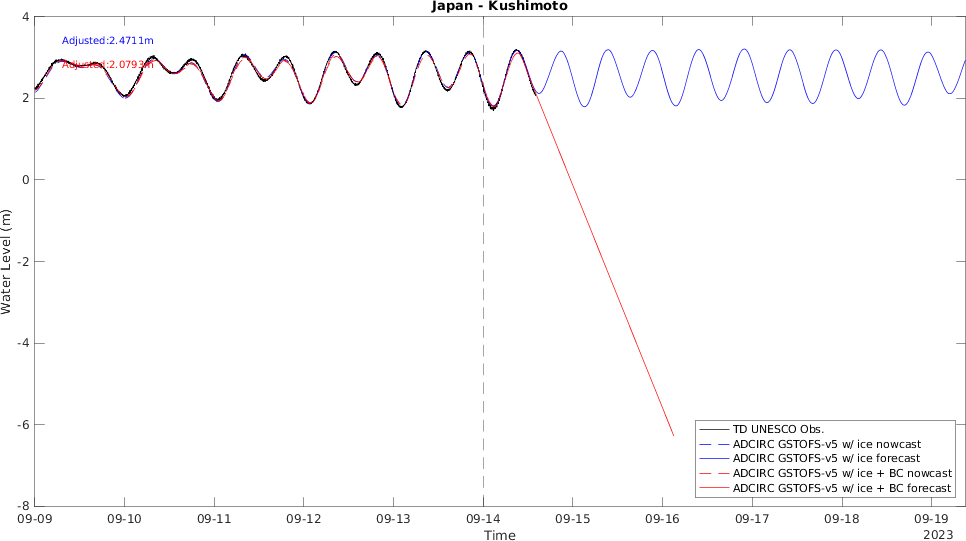 Japan - Kushimoto
Adjusted:2.4711m
Adjusted:2.0793m
Water Level (m)
4
2
0
-2
-4
-6
-8
TD UNESCO Obs.
ADCIRC GSTOFS-v5 w/ ice nowcast
ADCIRC GSTOFS-v5 w/ ice forecast
ADCIRC GSTOFS-v5 w/ ice + BC nowcast
ADCIRC GSTOFS-v5 w/ ice + BC forecast
09-09 09-10 09-11 09-12 09-13 09-14 09-15 09-16 09-17 09-18 09-19
Time
2023